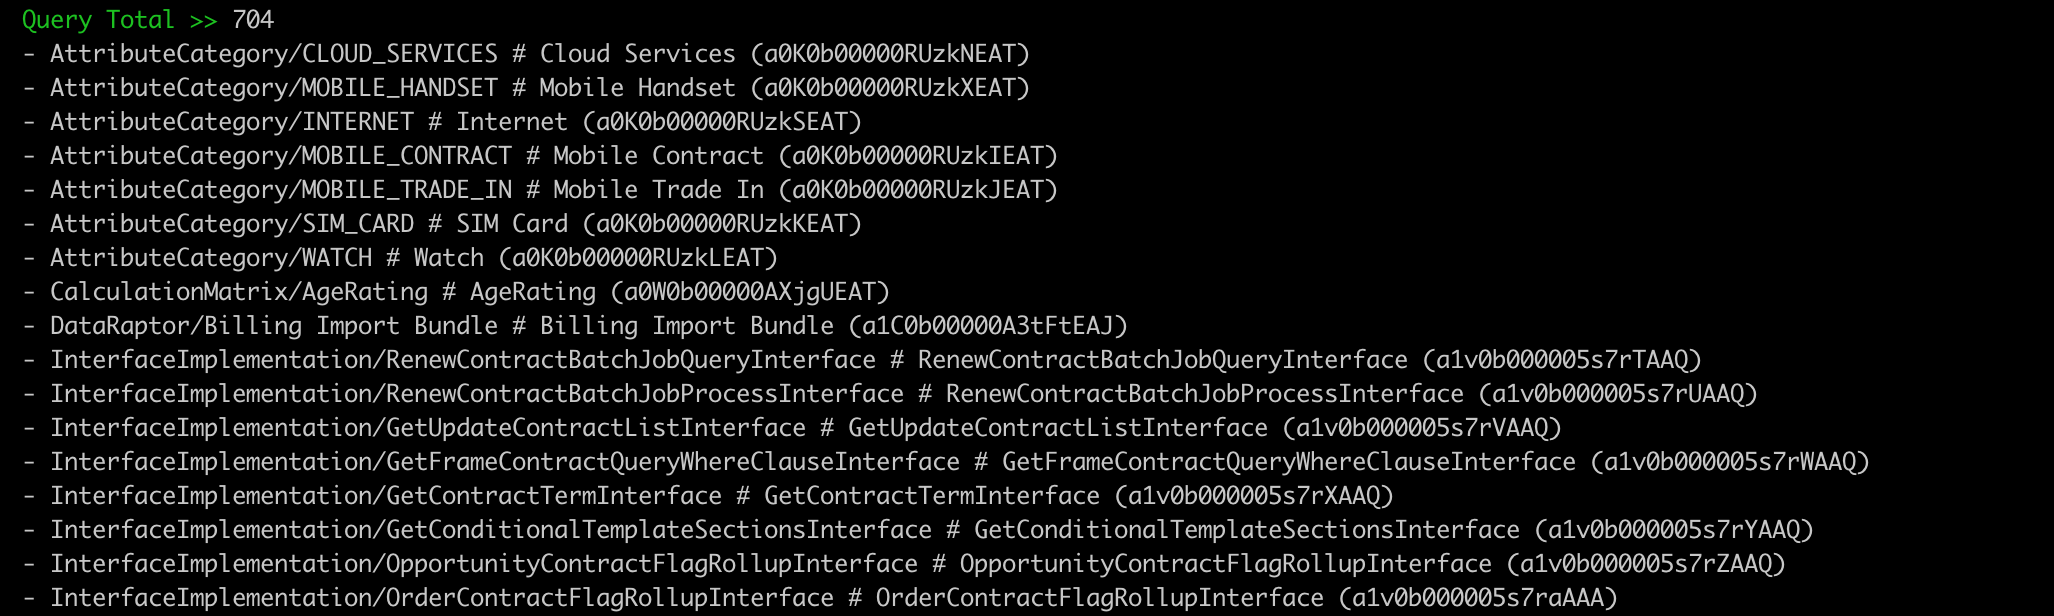 Query Total >> 704
- AttributeCategory/CLOUD_SERVICES # Cloud Services (a0K0b00000RUzkNEAT)
- AttributeCategory/MOBILE_HANDSET # Mobile Handset (a0K0b00000RUzkXEAT)
- AttributeCategory/INTERNET # Internet (a0K0b00000RUzkSEAT)
- AttributeCategory/MOBILE_CONTRACT # Mobile Contract (a0K0b00000RUzkIEAT)
- AttributeCategory/MOBILE_TRADE_IN # Mobile Trade In (a0K0b00000RUzkJEAT)
- AttributeCategory/SIM_CARD # SIM Card (a0K0b00000RUzkKEAT)
- AttributeCategory/WATCH # Watch (a0K0b00000RUzkLEAT)
- CalculationMatrix/AgeRating # AgeRating (a0W0b00000AXjgUEAT)
- DataRaptor/Billing Import Bundle # Billing Import Bundle (a1C0b00000A3tFtEAJ)
- InterfaceImplementation/RenewContractBatchJobQueryInterface # RenewContractBatchJobQueryInterface (a1v0b000005s7rTAAQ)
- InterfaceImplementation/RenewContractBatchJobProcessInterface # RenewContractBatchJobProcessInterface (a1v0b000005s7rUAAQ)
- InterfaceImplementation/GetUpdateContractListInterface # GetUpdateContractListInterface (a1v0b000005s7rVAAQ)
- InterfaceImplementation/GetFrameContractQueryWhereClauseInterface # GetFrameContractQueryWhereClauseInterface (a1v0b000005s7rWAAQ)
- InterfaceImplementation/GetContractTermInterface # GetContractTermInterface (a1v0b000005s7rXAAQ)
- InterfaceImplementation/GetConditionalTemplateSectionsInterface # GetConditionalTemplateSectionsInterface (a1v0b000005s7rYAAQ)
- InterfaceImplementation/OpportunityContractFlagRollupInterface # OpportunityContractFlagRollupInterface (a1v0b000005s7rZAAQ)
- InterfaceImplementation/OrderContractFlagRollupInterface # OrderContractFlagRollupInterface (a1v0b000005s7raAAA)